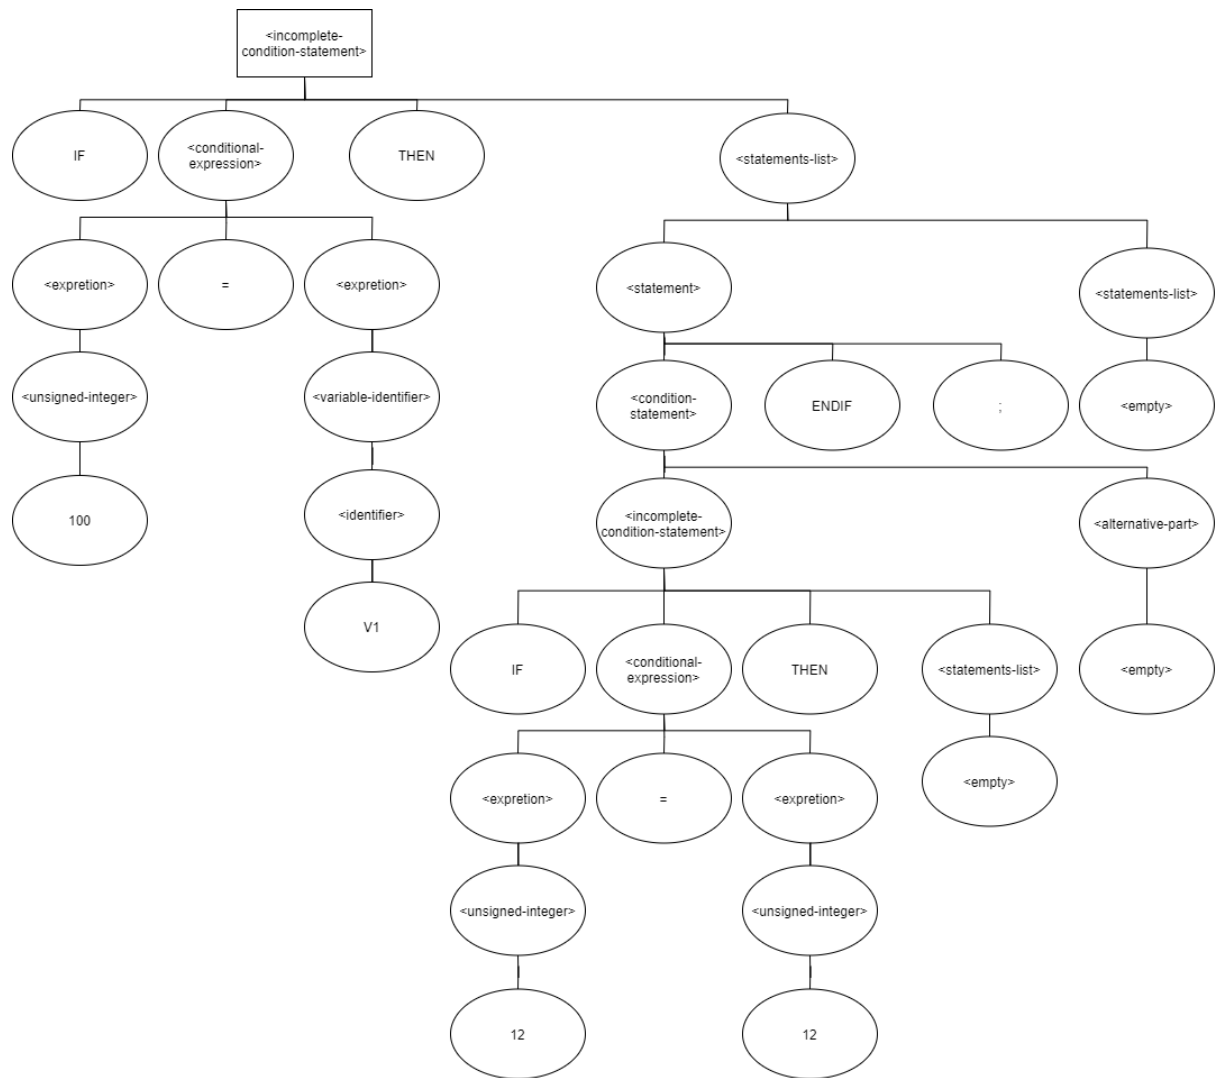 <incomplete-
condition-statement>
IF
<conditional-
expression>
THEN
<statements-list>
<expretion>
=
<expretion>
<statement>
<statements-list>
<unsigned-integer>
<variable-identifier>
<condition-
statement>
ENDIF
;
<empty>
100
<identifier>
<incomplete-
condition-statement>
<alternative-part>
V1
IF
<conditional-
expression>
THEN
<statements-list>
<empty>
<expretion>
=
<expretion>
<empty>
<unsigned-integer>
<unsigned-integer>
12
12